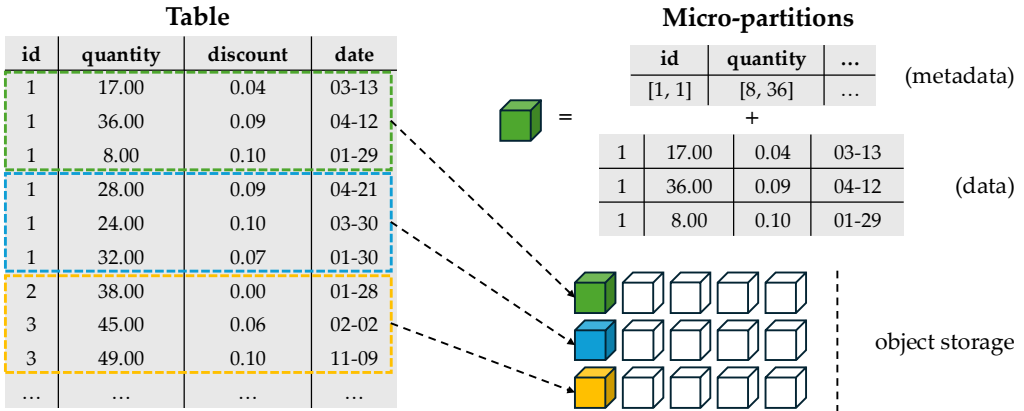 Table
id quantity discount date
1 17.00 0.04 03-13
1 36.00 0.09 04-12
1 8.00 0.10 01-29
1 28.00 0.09 04-21
1 24.00 0.10 03-30
1 32.00 0.07 01-30
2 38.00 0.00 01-28
3 45.00 0.06 02-02
3 49.00 0.10 11-09
... ... ... ...
Micro-partitions
id quantity ...
[1, 1] [8, 36] ...
(metadata)
=
+
1 17.00 0.04 03-13
1 36.00 0.09 04-12
1 8.00 0.10 01-29
(data)
object storage